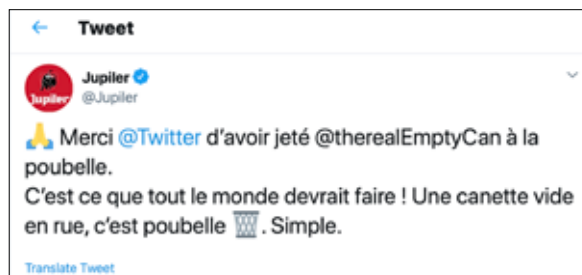 Tweet
Jupiler
@Jupiler
Jupiler
🙏 Merci @Twitter d'avoir jeté @therealEmptyCan à la
poubelle.
C'est ce que tout le monde devrait faire ! Une canette vide
en rue, c'est poubelle 🗑. Simple.
Translate Tweet